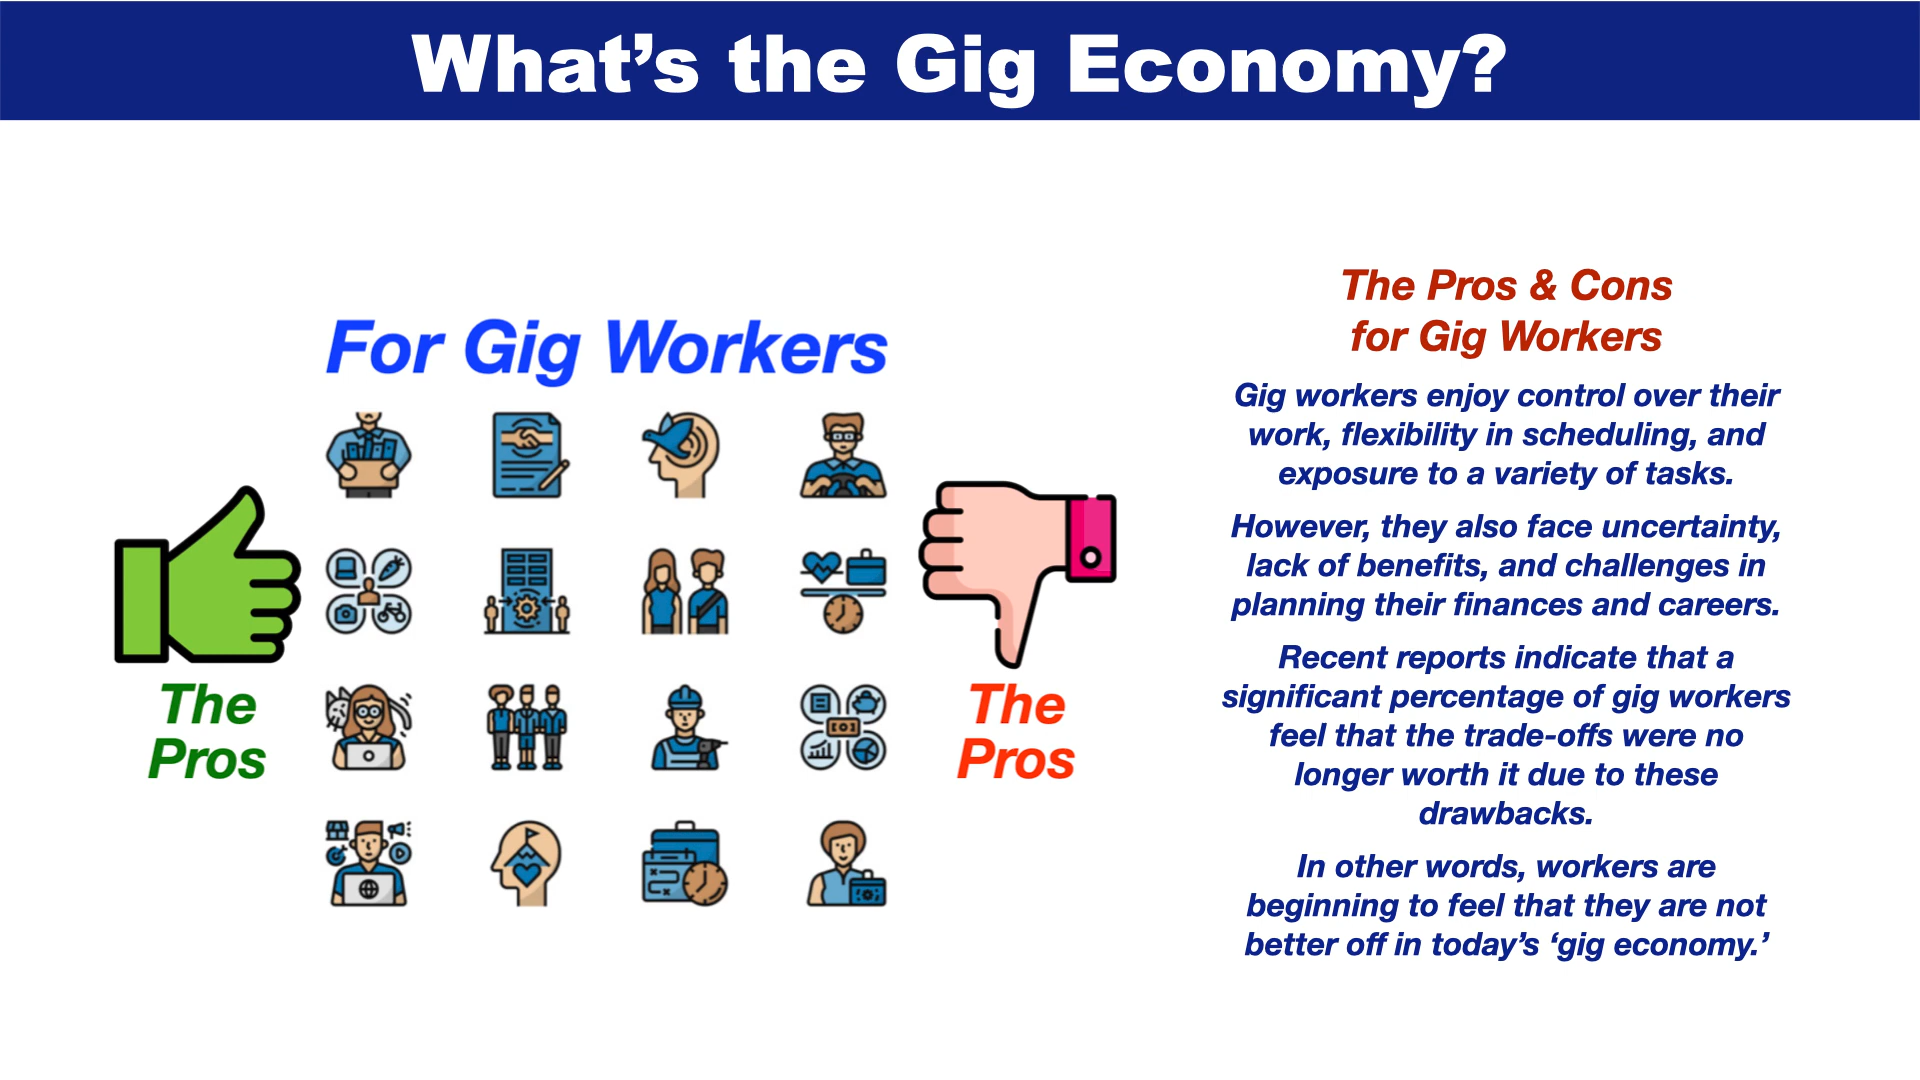 What’s the Gig Economy?
For Gig Workers
The
Pros
The
Pros
The Pros & Cons
for Gig Workers
Gig workers enjoy control over their
work, flexibility in scheduling, and
exposure to a variety of tasks.
However, they also face uncertainty,
lack of benefits, and challenges in
planning their finances and careers.
Recent reports indicate that a
significant percentage of gig workers
feel that the trade-offs were no
longer worth it due to these
drawbacks.
In other words, workers are
beginning to feel that they are not
better off in today’s ‘gig economy.’